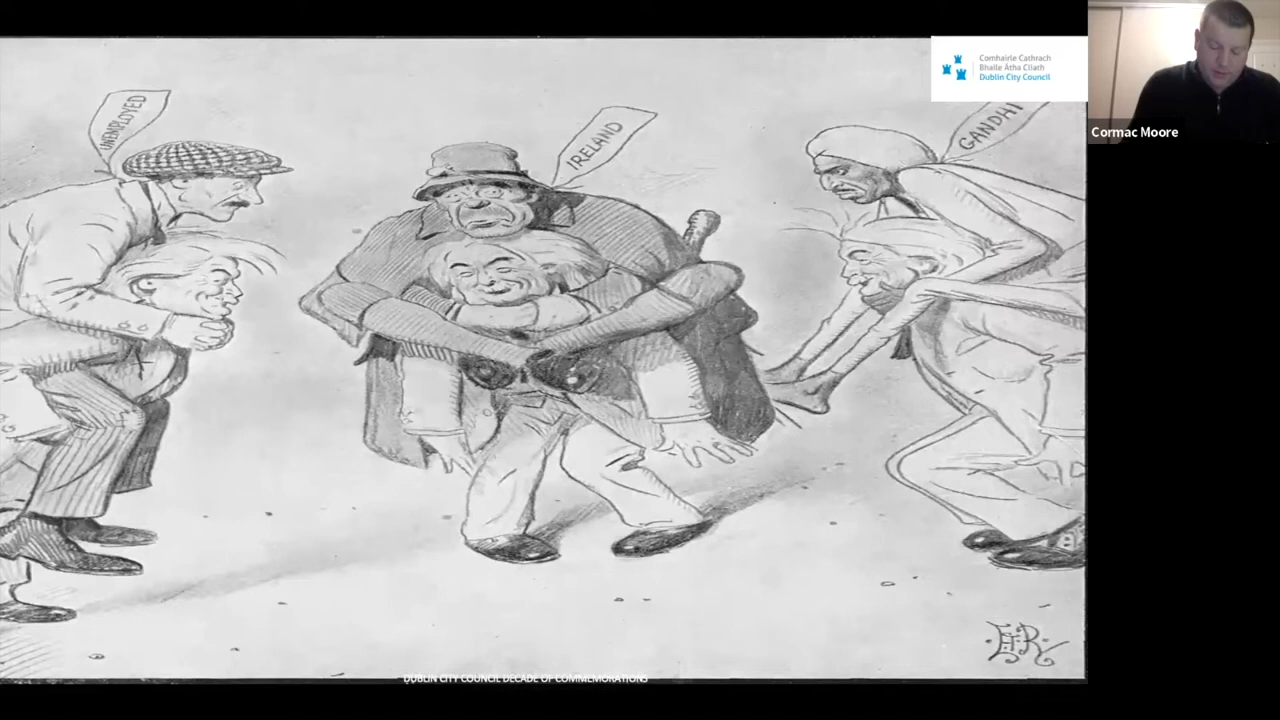 UNEMPLOYED
IRELAND
GANDHI
Comhairle Cathrach
Bhaile Átha Cliath
Dublin City Council
Cormac Moore
DUBLIN CITY COUNCIL DECADE OF COMMEMORATIONS